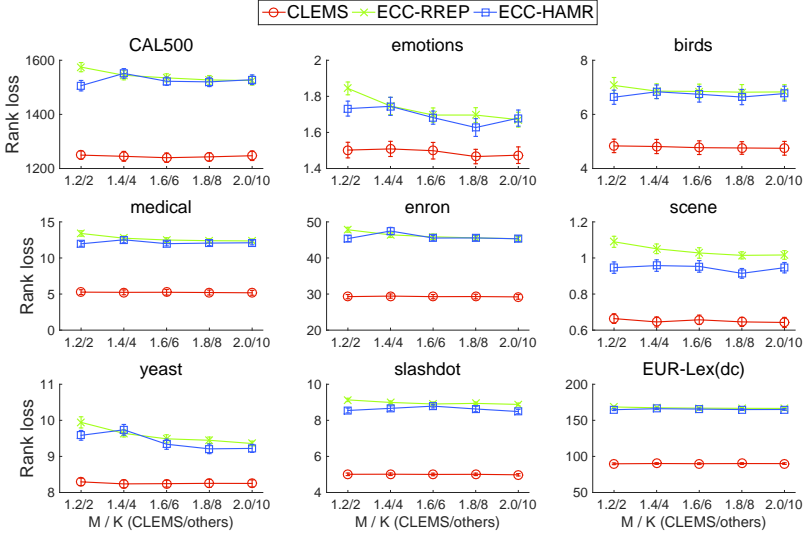 CLEMS ECC-RREP ECC-HAMR
CAL500 emotions birds
Rank loss
1600
1400
1200
1.2/2 1.4/4 1.6/6 1.8/8 2.0/10
2
1.8
1.6
1.4
1.2/2 1.4/4 1.6/6 1.8/8 2.0/10
8
6
4
1.2/2 1.4/4 1.6/6 1.8/8 2.0/10
medical enron scene
Rank loss
15
10
5
0
1.2/2 1.4/4 1.6/6 1.8/8 2.0/10
50
40
30
20
1.2/2 1.4/4 1.6/6 1.8/8 2.0/10
1.2
1
0.8
0.6
1.2/2 1.4/4 1.6/6 1.8/8 2.0/10
yeast slashdot EUR-Lex(dc)
Rank loss
11
10
9
8
1.2/2 1.4/4 1.6/6 1.8/8 2.0/10
M / K (CLEMS/others)
10
8
6
4
1.2/2 1.4/4 1.6/6 1.8/8 2.0/10
M / K (CLEMS/others)
200
150
100
50
1.2/2 1.4/4 1.6/6 1.8/8 2.0/10
M / K (CLEMS/others)